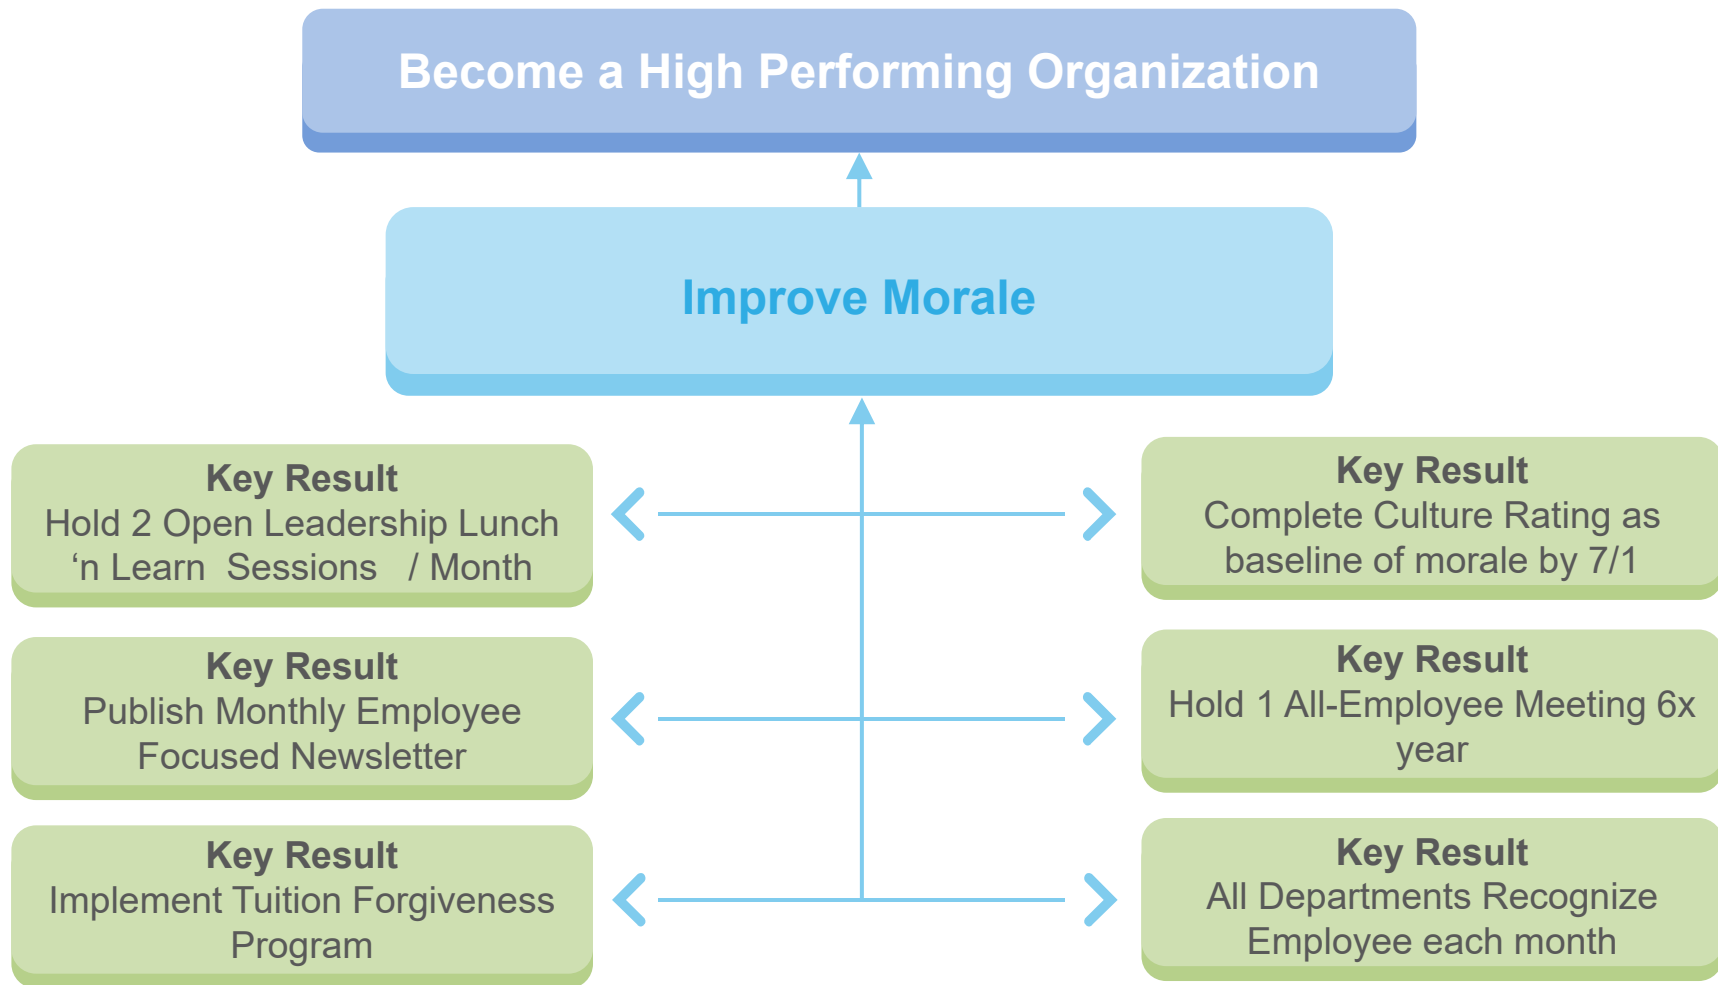 Become a High Performing Organization
Improve Morale
Key Result
Hold 2 Open Leadership Lunch
‘n Learn  Sessions   / Month
Key Result
Complete Culture Rating as
baseline of morale by 7/1
Key Result
Publish Monthly Employee
Focused Newsletter
Key Result
Hold 1 All-Employee Meeting 6x
year
Key Result
Implement Tuition Forgiveness
Program
Key Result
All Departments Recognize
Employee each month